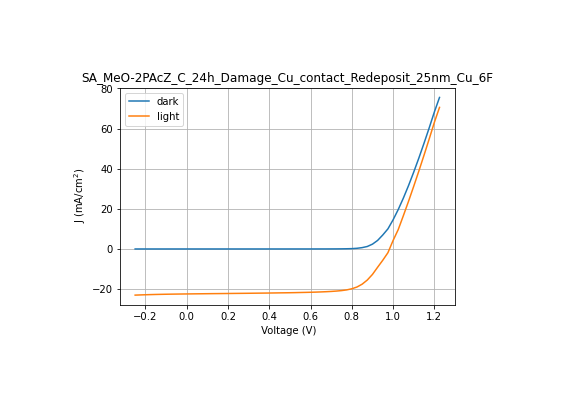 SA_MeO-2PAcZ_C_24h_Damage_Cu_contact_Redeposit_25nm_Cu_6F
80
60
40
20
0
−20
J (mA/cm²)
dark
light
−0.2
0.0
0.2
0.4
0.6
0.8
1.0
1.2
Voltage (V)